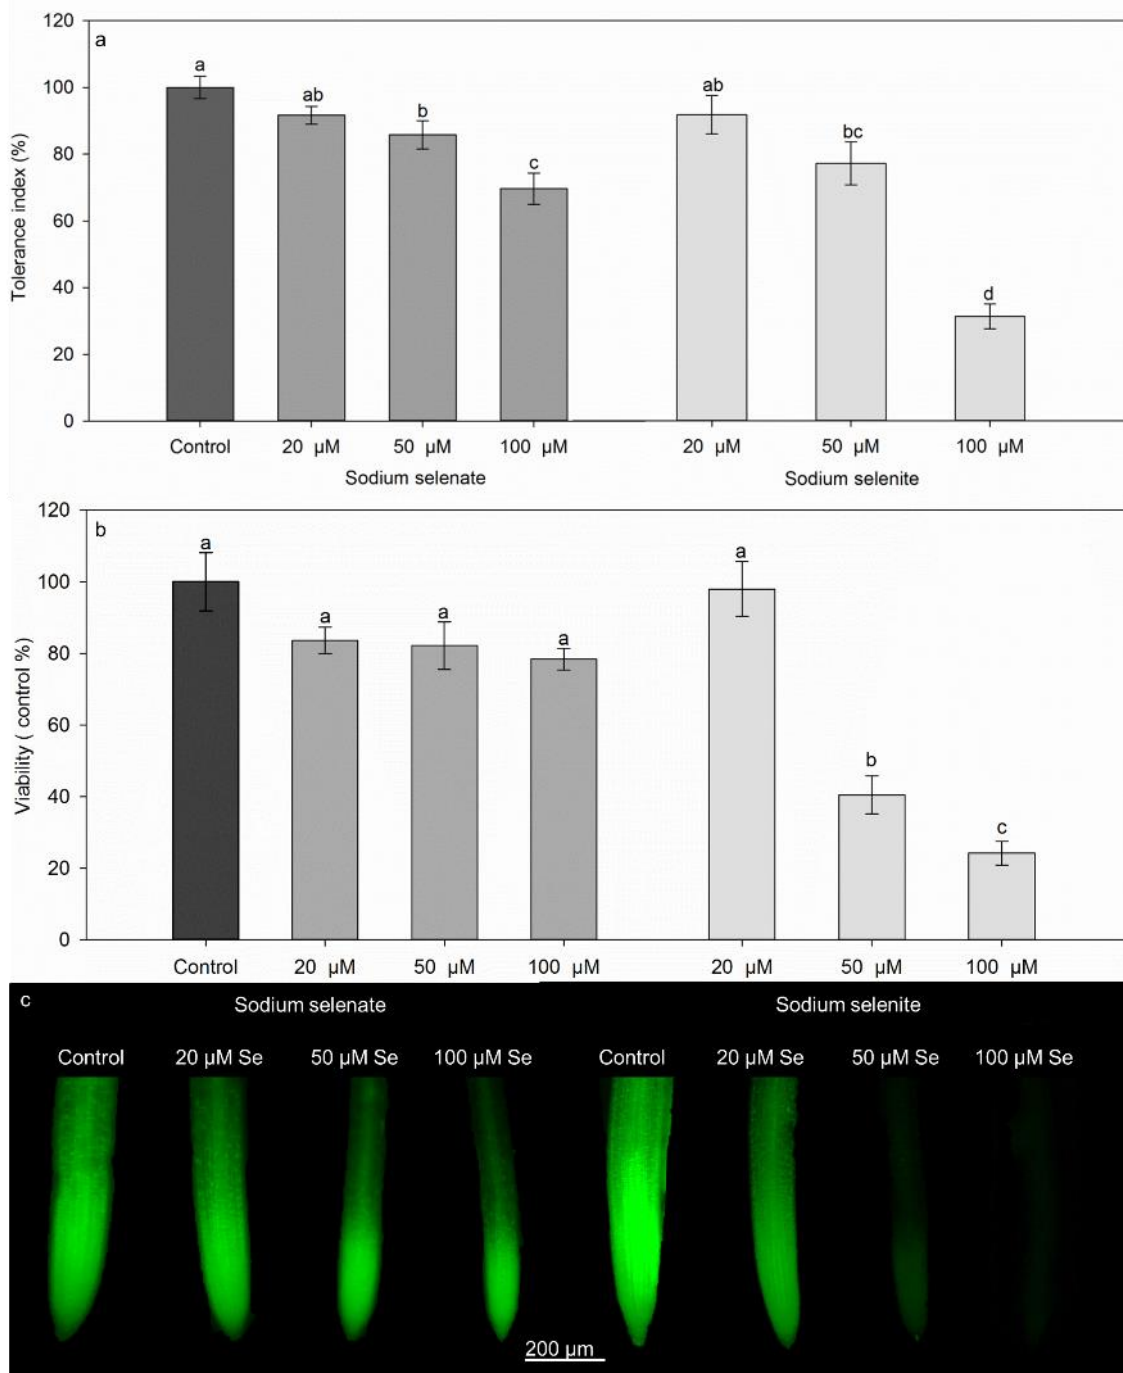 a
Tolerance index (%)
120
100
80
60
40
20
0
a
ab
b
c
ab
bc
d
Control 20 µM 50 µM 100 µM 20 µM 50 µM 100 µM
Sodium selenate Sodium selenite
b
Viability ( control %)
120
100
80
60
40
20
0
a
a
a
a
a
b
c
Control 20 µM 50 µM 100 µM 20 µM 50 µM 100 µM
c
Sodium selenate Sodium selenite
Control 20 µM Se 50 µM Se 100 µM Se Control 20 µM Se 50 µM Se 100 µM Se
200 µm